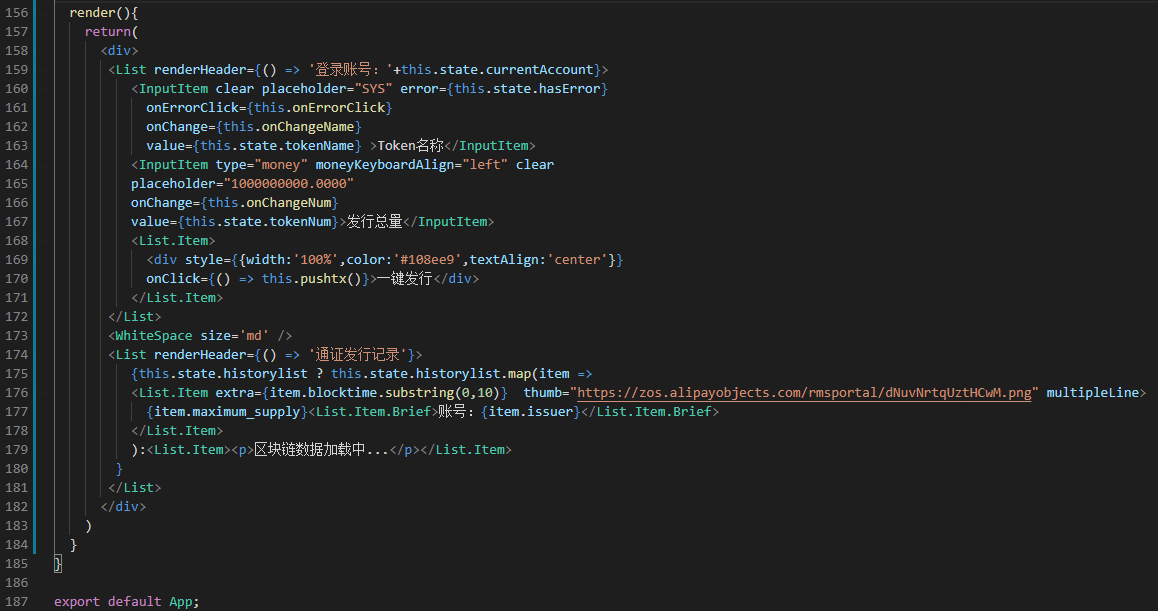 156 render(){
157 return(
158 <div>
159 <List renderHeader={() => '登录账号: '+this.state.currentAccount}>
160 <InputItem clear placeholder="SYS" error={this.state.hasError}
161 onErrorClick={this.onErrorClick}
162 onChange={this.onChangeName}
163 value={this.state.tokenName} >Token名称</InputItem>
164 <InputItem type="money" moneyKeyboardAlign="left" clear
165 placeholder="1000000000.0000"
166 onChange={this.onChangeNum}
167 value={this.state.tokenNum}>发行总量</InputItem>
168 <List.Item>
169 <div style={{width:'100%',color:'#108ee9',textAlign:'center'}}
170 onClick={() => this.pushtx()}>一键发行</div>
171 </List.Item>
172 </List>
173 <WhiteSpace size='md' />
174 <List renderHeader={() => '通证发行记录'}>
175 {this.state.historylist ? this.state.historylist.map(item =>
176 <List.Item extra={item.blocktime.substring(0,10)}  thumb="https://zos.alipayobjects.com/rmsportal/dNuvNrtqUztHCwM.png" multipleLine>
177 {item.maximum_supply}<List.Item.Brief>账号: {item.issuer}</List.Item.Brief>
178 </List.Item>
179 ):<List.Item><p>区块链数据加载中...</p></List.Item>
180 }
181 </List>
182 </div>
183 )
184 }
185 }
186
187 export default App;